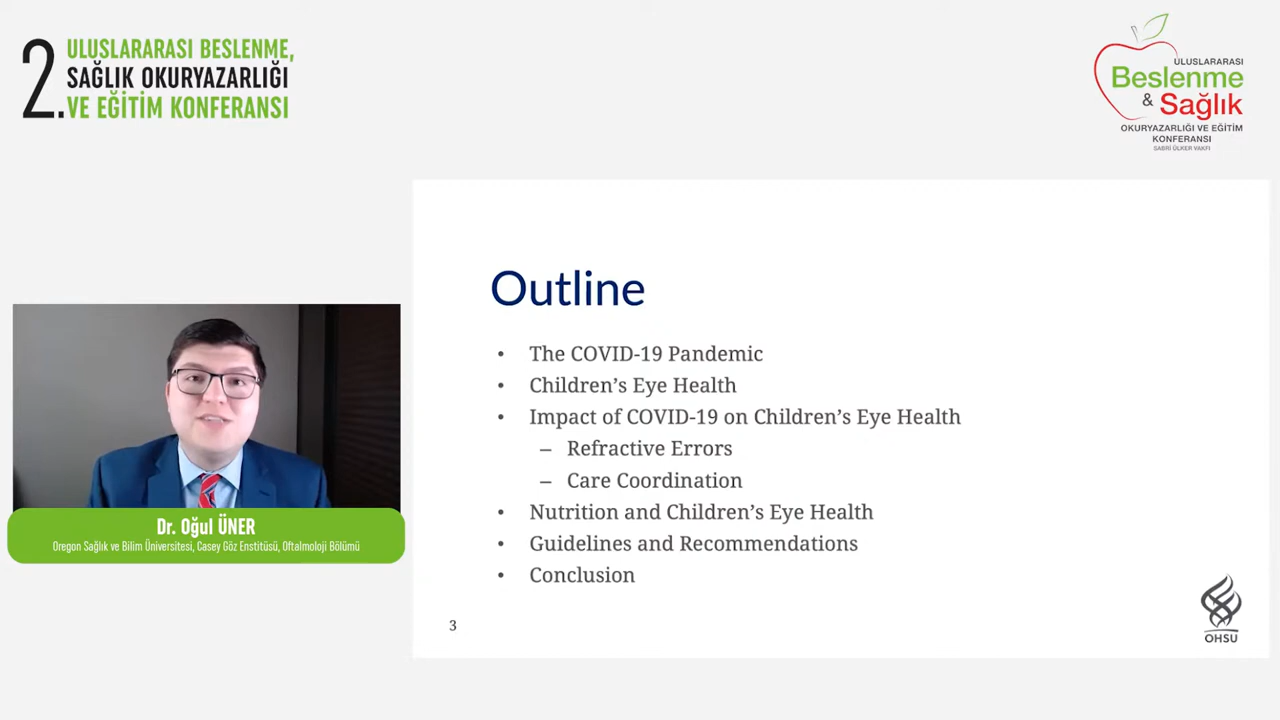 2.
ULUSLARARASI BESLENME,
SAĞLIK OKURYAZARLIĞI
VE EĞİTİM KONFERANSI
ULUSLARARASI
Beslenme
& Sağlık
OKURYAZARLIĞI VE EĞİTİM
KONFERANSI
SABRİ ÜLKER VAKFI
Outline
• The COVID-19 Pandemic
• Children’s Eye Health
• Impact of COVID-19 on Children’s Eye Health
– Refractive Errors
– Care Coordination
• Nutrition and Children’s Eye Health
• Guidelines and Recommendations
• Conclusion
3
OHSU
Dr. Oğul ÜNER
Oregon Sağlık ve Bilim Üniversitesi, Casey Göz Enstitüsü, Oftalmoloji Bölümü